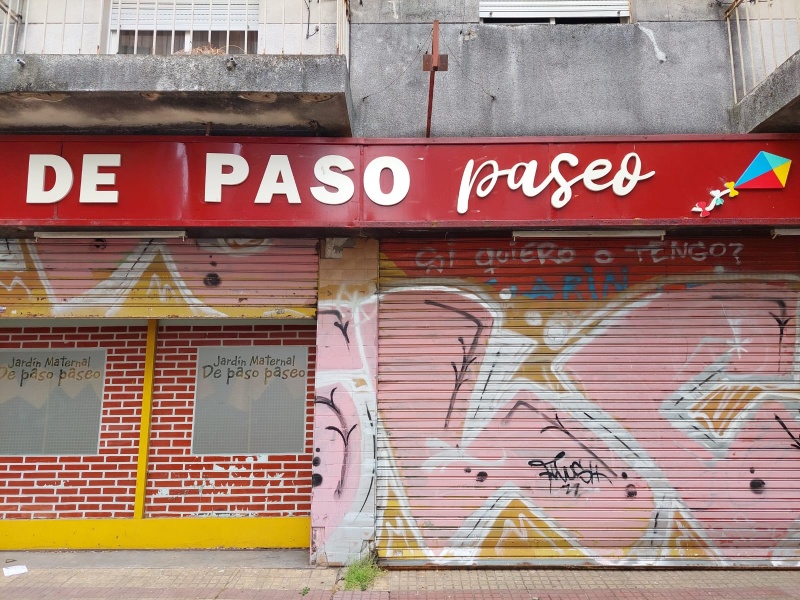 DE PASO paseo
Si QUIERO O TENGO?
Jardín Maternal
De paso paseo
Jardín Maternal
De paso paseo